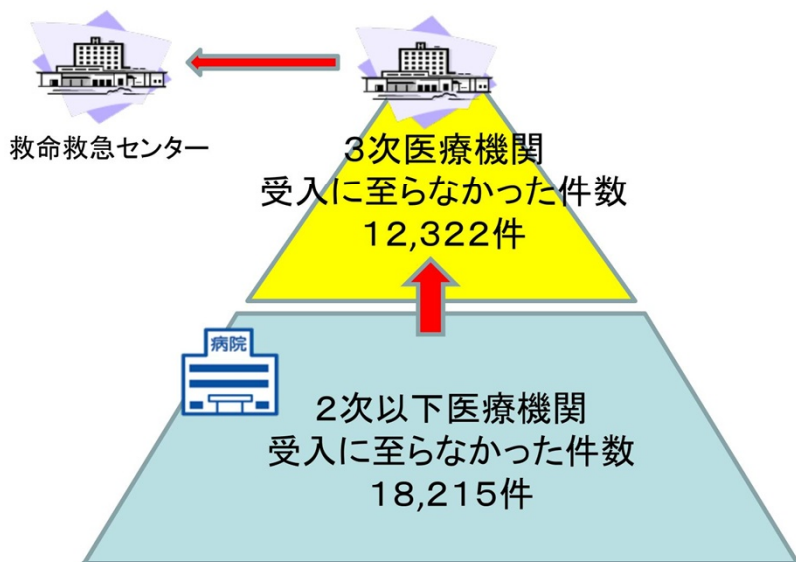 救命救急センター
3次医療機関
受入に至らなかった件数
12,322件
病院
2次以下医療機関
受入に至らなかった件数
18,215件